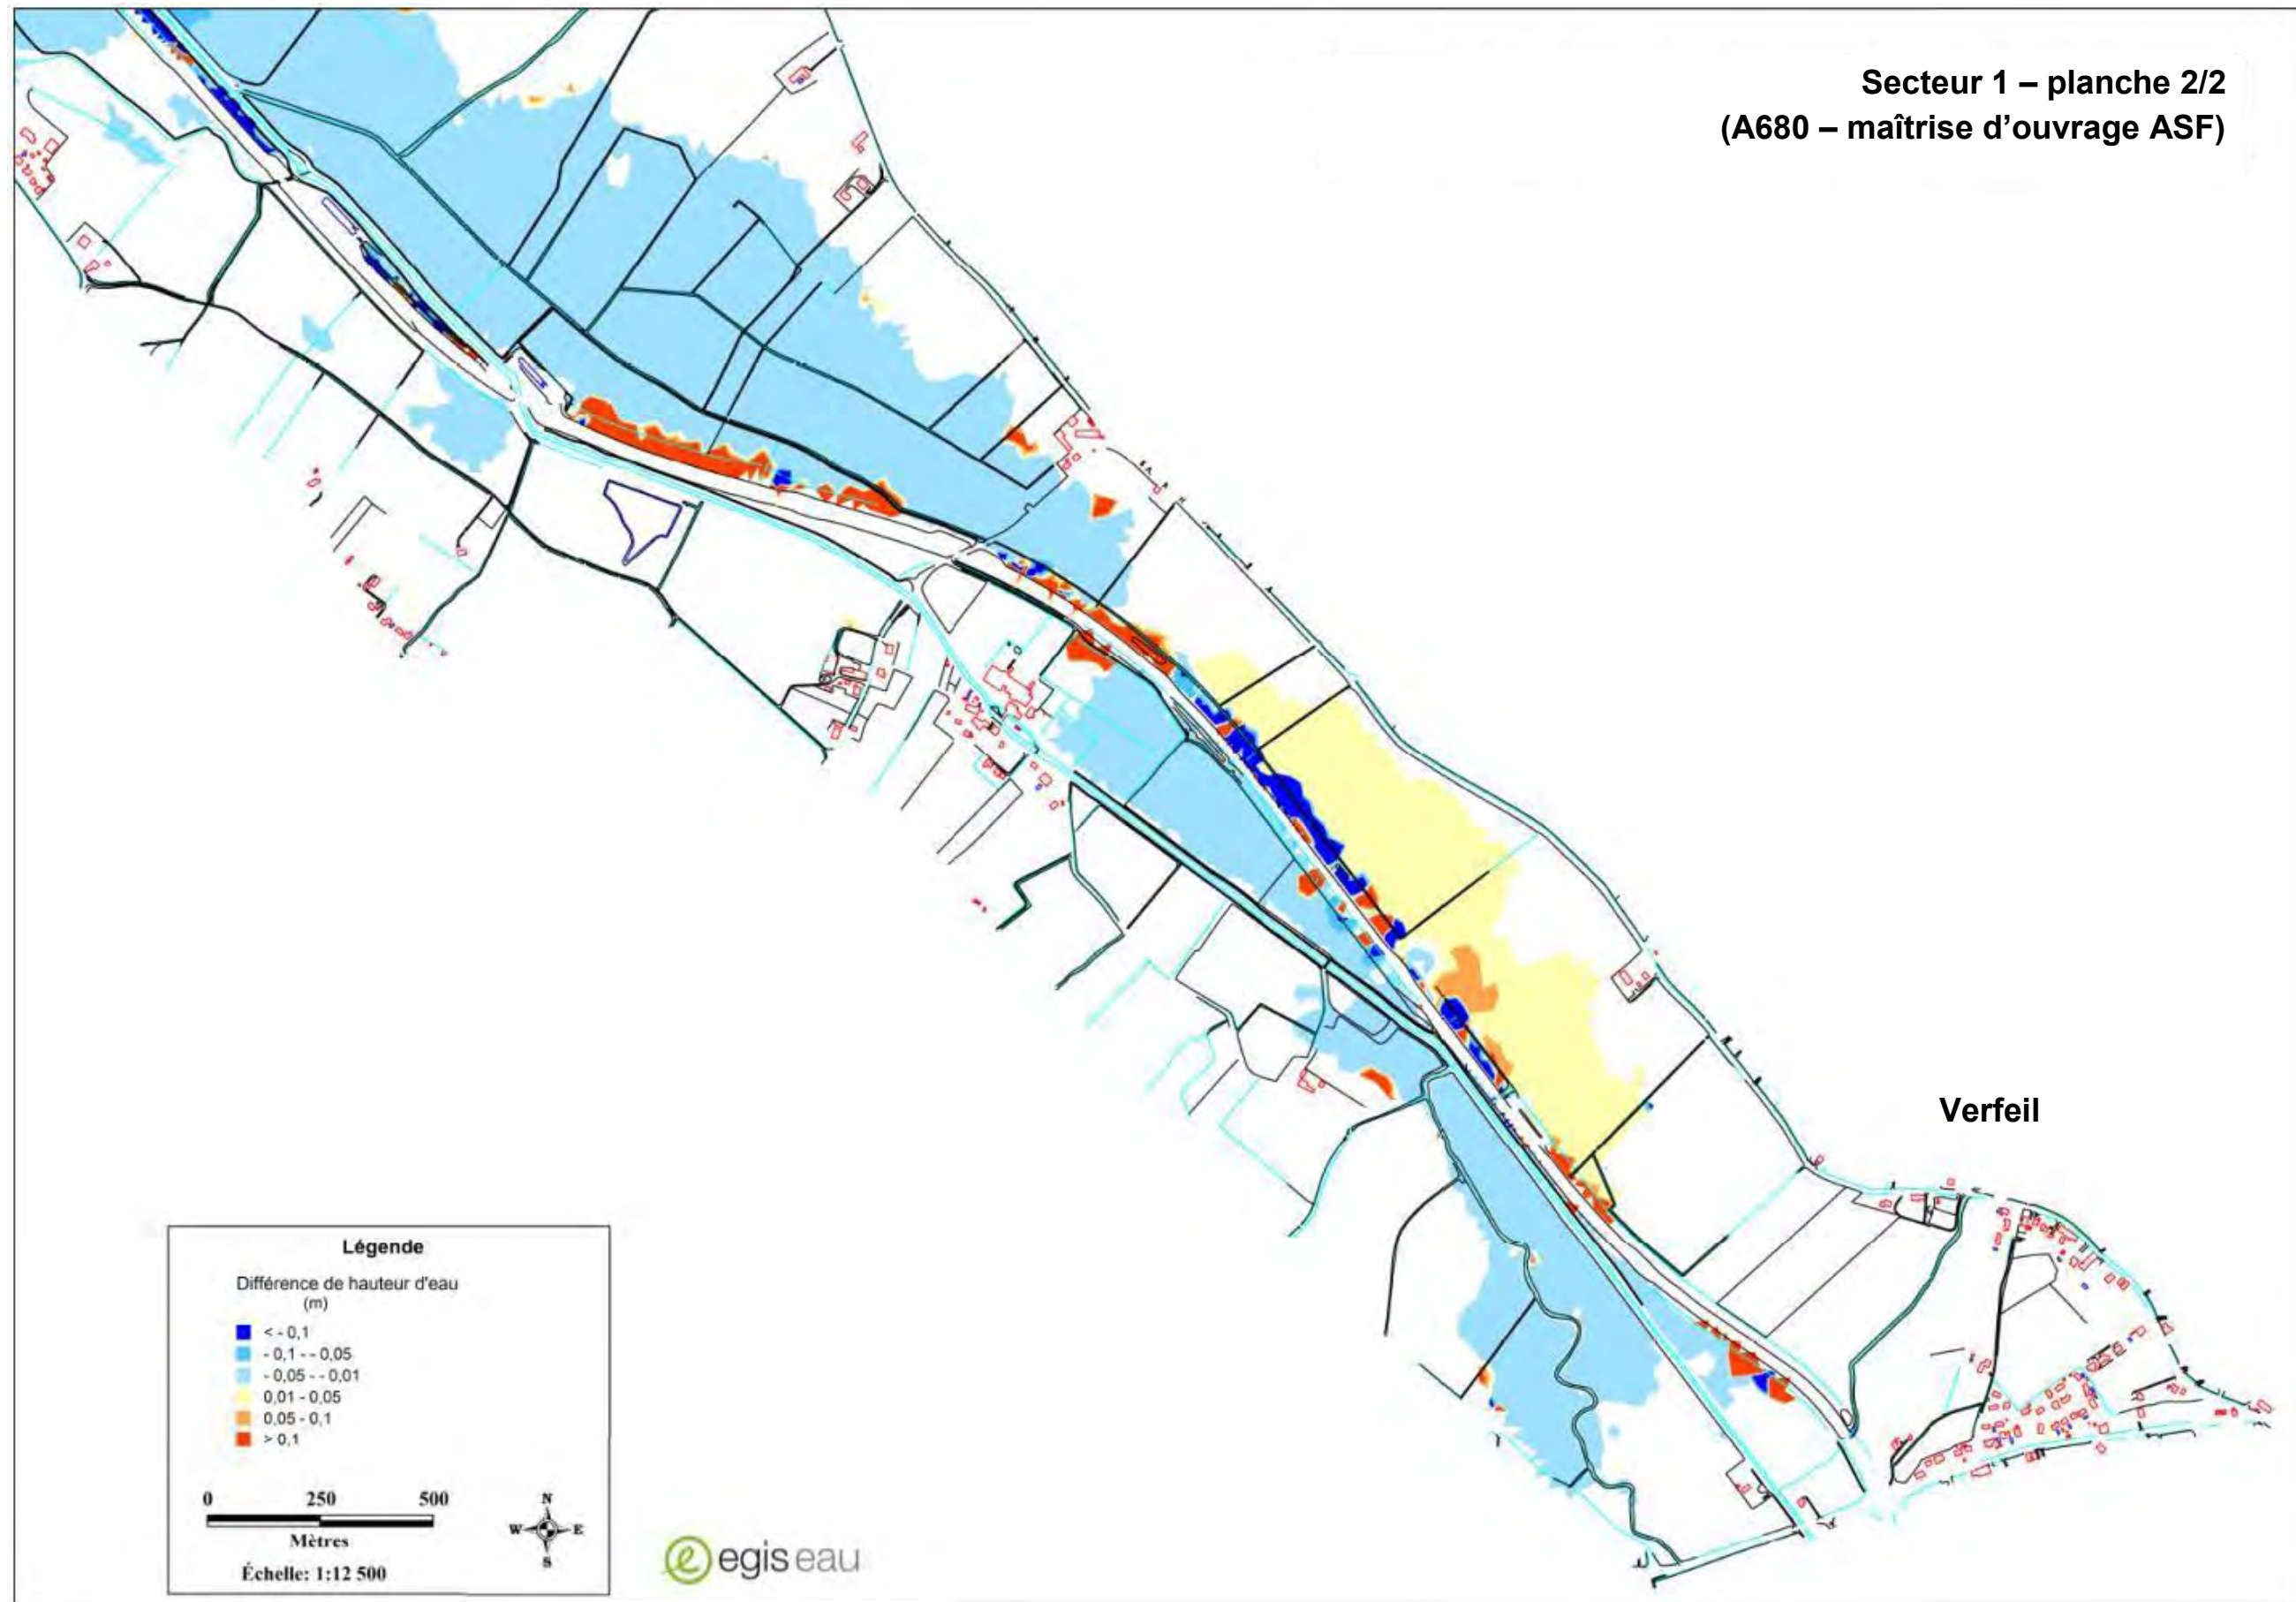 Secteur 1 – planche 2/2
(A680 – maîtrise d'ouvrage ASF)
Verfeil
Légende
Différence de hauteur d'eau
(m)
< - 0,1
- 0,1 - - 0,05
- 0,05 - - 0,01
0,01 - 0,05
0,05 - 0,1
> 0,1
0 250 500
Mètres
Échelle: 1:12 500
N
W E
S
egis eau